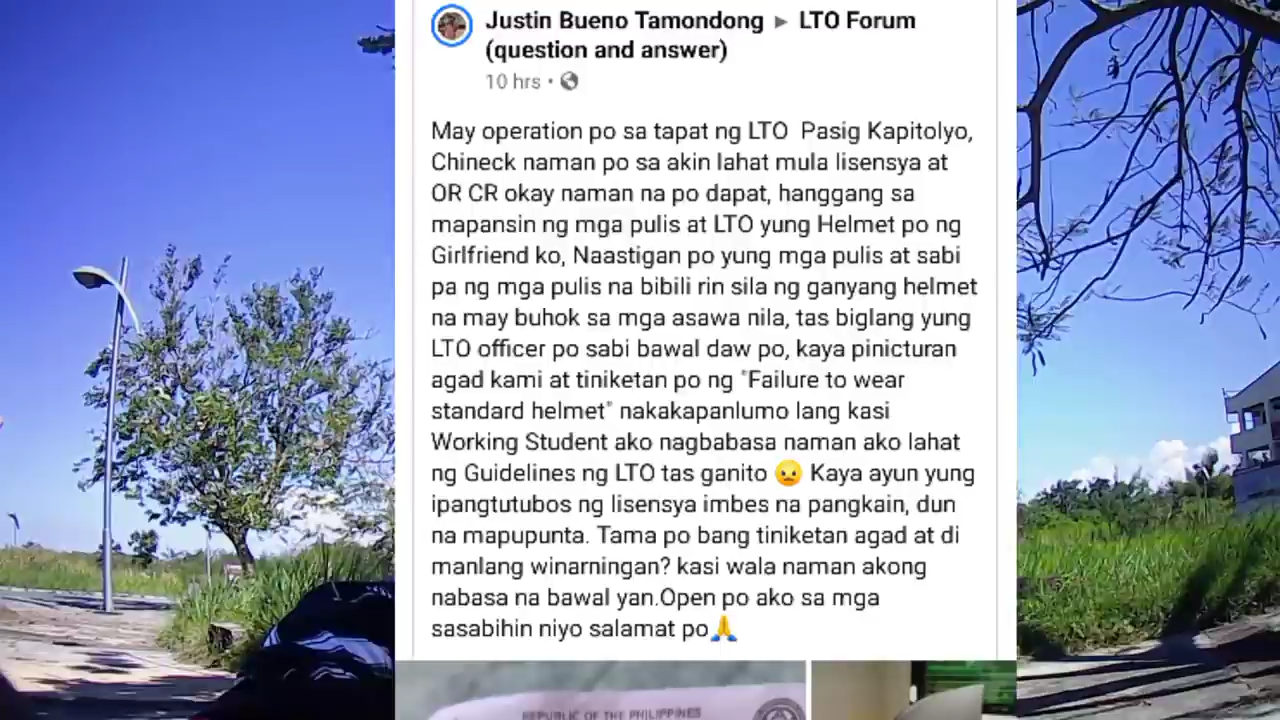 Justin Bueno Tamondong ► LTO Forum
(question and answer)
10 hrs •
May operation po sa tapat ng LTO Pasig Kapitolyo,
Chineck naman po sa akin lahat mula lisensya at
OR CR okay naman na po dapat, hanggang sa
mapansin ng mga pulis at LTO yung Helmet po ng
Girlfriend ko, Naastigan po yung mga pulis at sabi
pa ng mga pulis na bibili rin sila ng ganyang helmet
na may buhok sa mga asawa nila, tas biglang yung
LTO officer po sabi bawal daw po, kaya pinicturan
agad kami at tiniketan po ng "Failure to wear
standard helmet" nakakapanlumo lang kasi
Working Student ako nagbabasa naman ako lahat
ng Guidelines ng LTO tas ganito 😠 Kaya ayun yung
ipangtutubos ng lisensya imbes na pangkain, dun
na mapupunta. Tama po bang tiniketan agad at di
manlang winarningan? kasi wala naman akong
nabasa na bawal yan.Open po ako sa mga
sasabihin niyo salamat po🙏
REPUBLIC OF THE PHILIPPINES